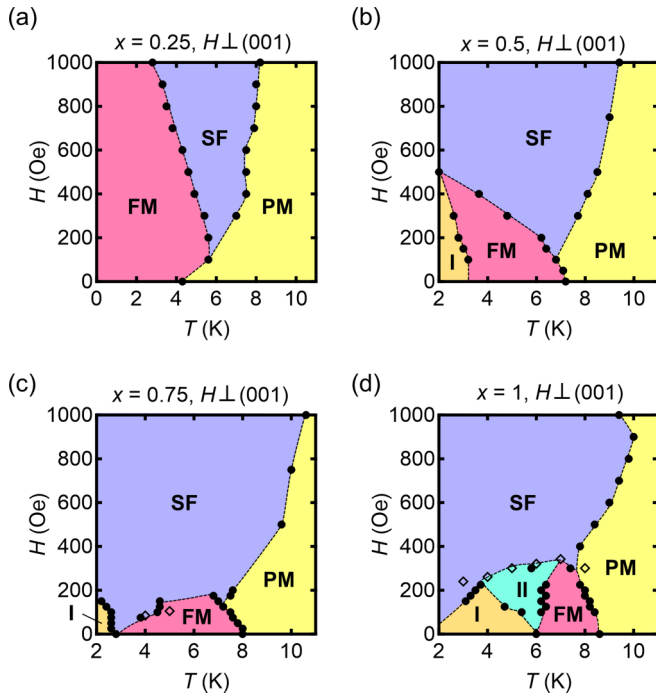 (a)
x = 0.25, H⊥(001)
H (Oe)
1000
800
600
400
200
0
FM
SF
PM
0 2 4 6 8 10
T (K)
(b)
x = 0.5, H⊥(001)
H (Oe)
1000
800
600
400
200
0
SF
I
FM
PM
2 4 6 8 10
T (K)
(c)
x = 0.75, H⊥(001)
H (Oe)
1000
800
600
400
200
0
SF
PM
I
FM
2 4 6 8 10
T (K)
(d)
x = 1, H⊥(001)
H (Oe)
1000
800
600
400
200
0
SF
PM
II
I
FM
2 4 6 8 10
T (K)